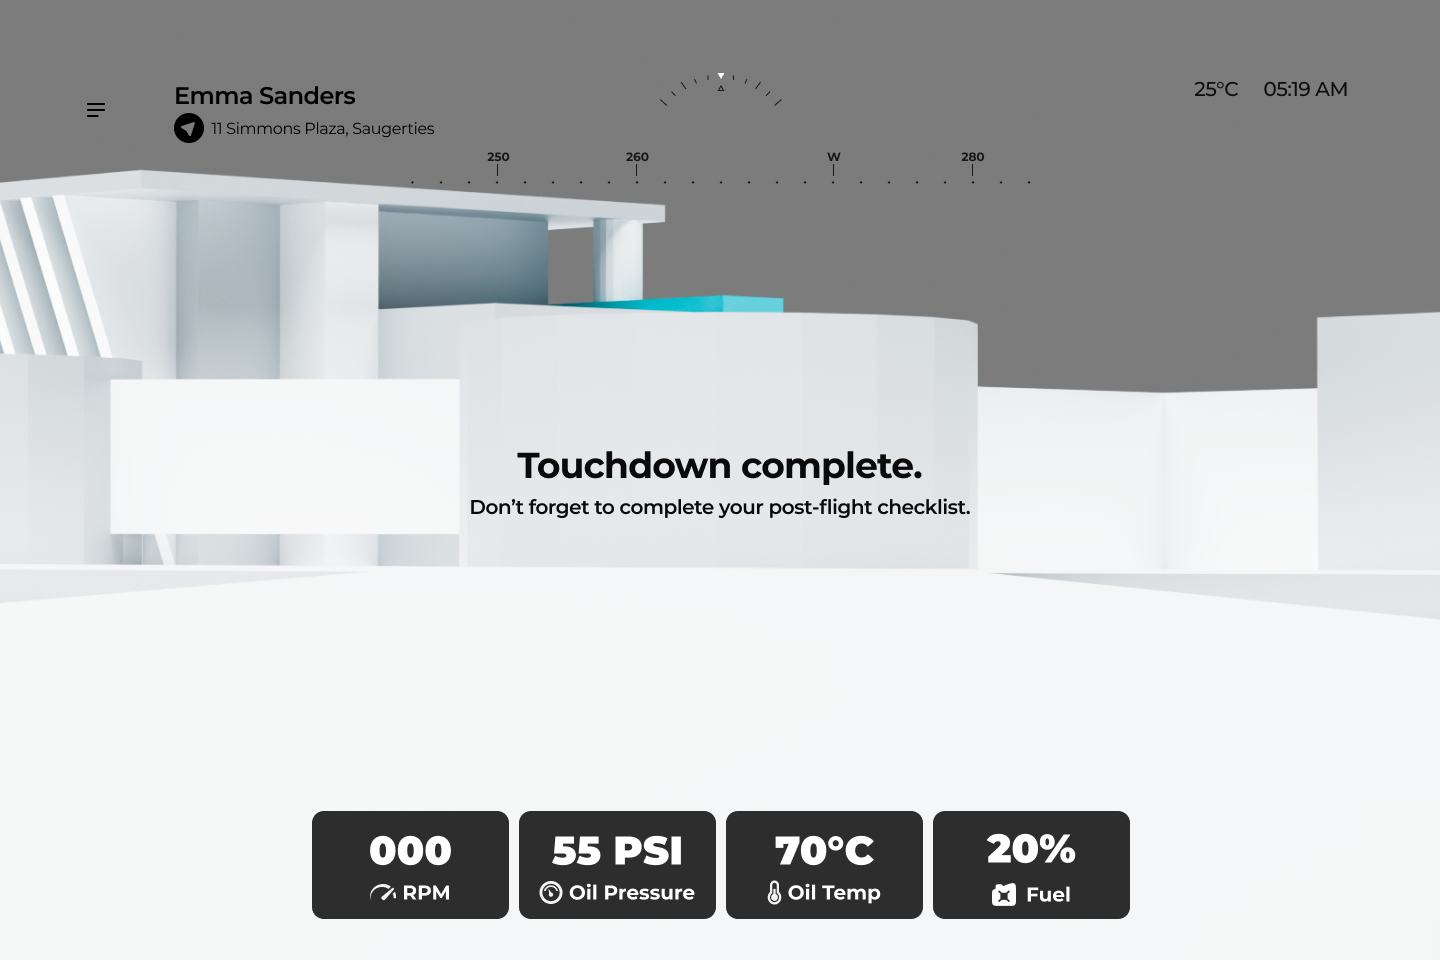 Emma Sanders
11 Simmons Plaza, Saugerties
25°C 05:19 AM
250 260 W 280
Touchdown complete.
Don’t forget to complete your post-flight checklist.
000
RPM
55 PSI
Oil Pressure
70°C
Oil Temp
20%
Fuel